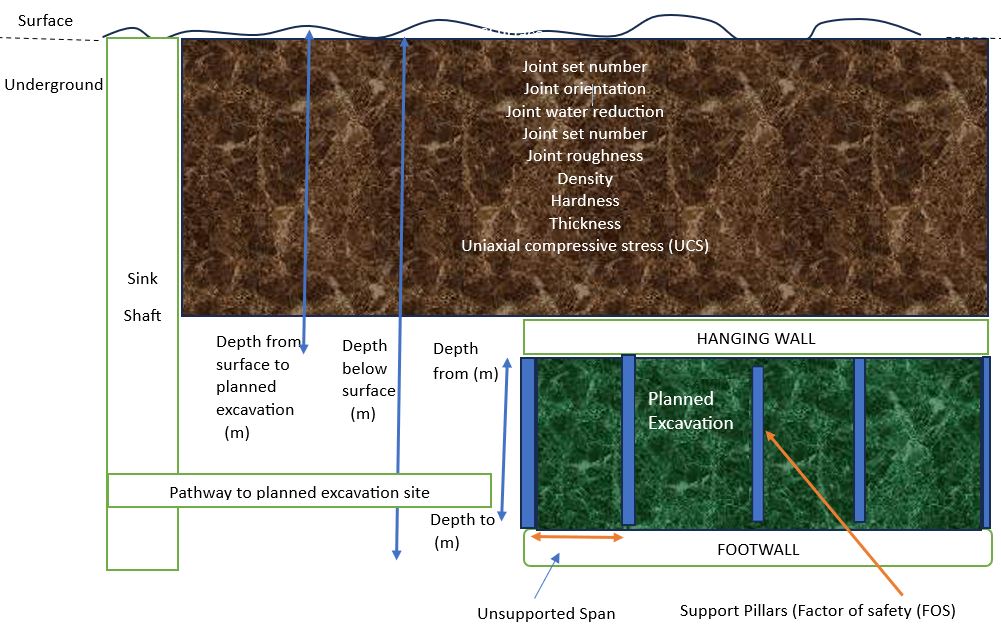 Surface
Underground
Joint set number
Joint orientation
Joint water reduction
Joint set number
Joint roughness
Density
Hardness
Thickness
Uniaxial compressive stress (UCS)
Sink
Shaft
Depth from
surface to
planned
excavation
(m)
Depth
below
surface
(m)
Depth
from (m)
HANGING WALL
Planned
Excavation
Pathway to planned excavation site
Depth to
(m)
FOOTWALL
Unsupported Span
Support Pillars (Factor of safety (FOS)